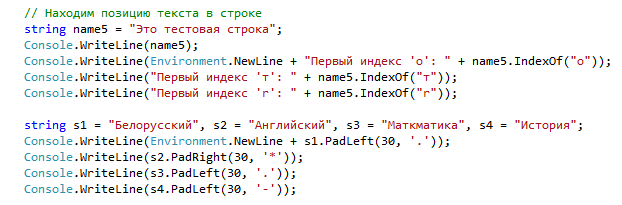 // Находим позицию текста в строке
string name5 = "Это тестовая строка";
Console.WriteLine(name5);
Console.WriteLine(Environment.NewLine + "Первый индекс 'о': " + name5.IndexOf("о"));
Console.WriteLine("Первый индекс 'т': " + name5.IndexOf("т"));
Console.WriteLine("Первый индекс 'г': " + name5.IndexOf("г"));
string s1 = "Белорусский", s2 = "Английский", s3 = "Маткматика", s4 = "История";
Console.WriteLine(Environment.NewLine + s1.PadLeft(30, '.'));
Console.WriteLine(s2.PadRight(30, '*'));
Console.WriteLine(s3.PadLeft(30, '.'));
Console.WriteLine(s4.PadLeft(30, '-'));